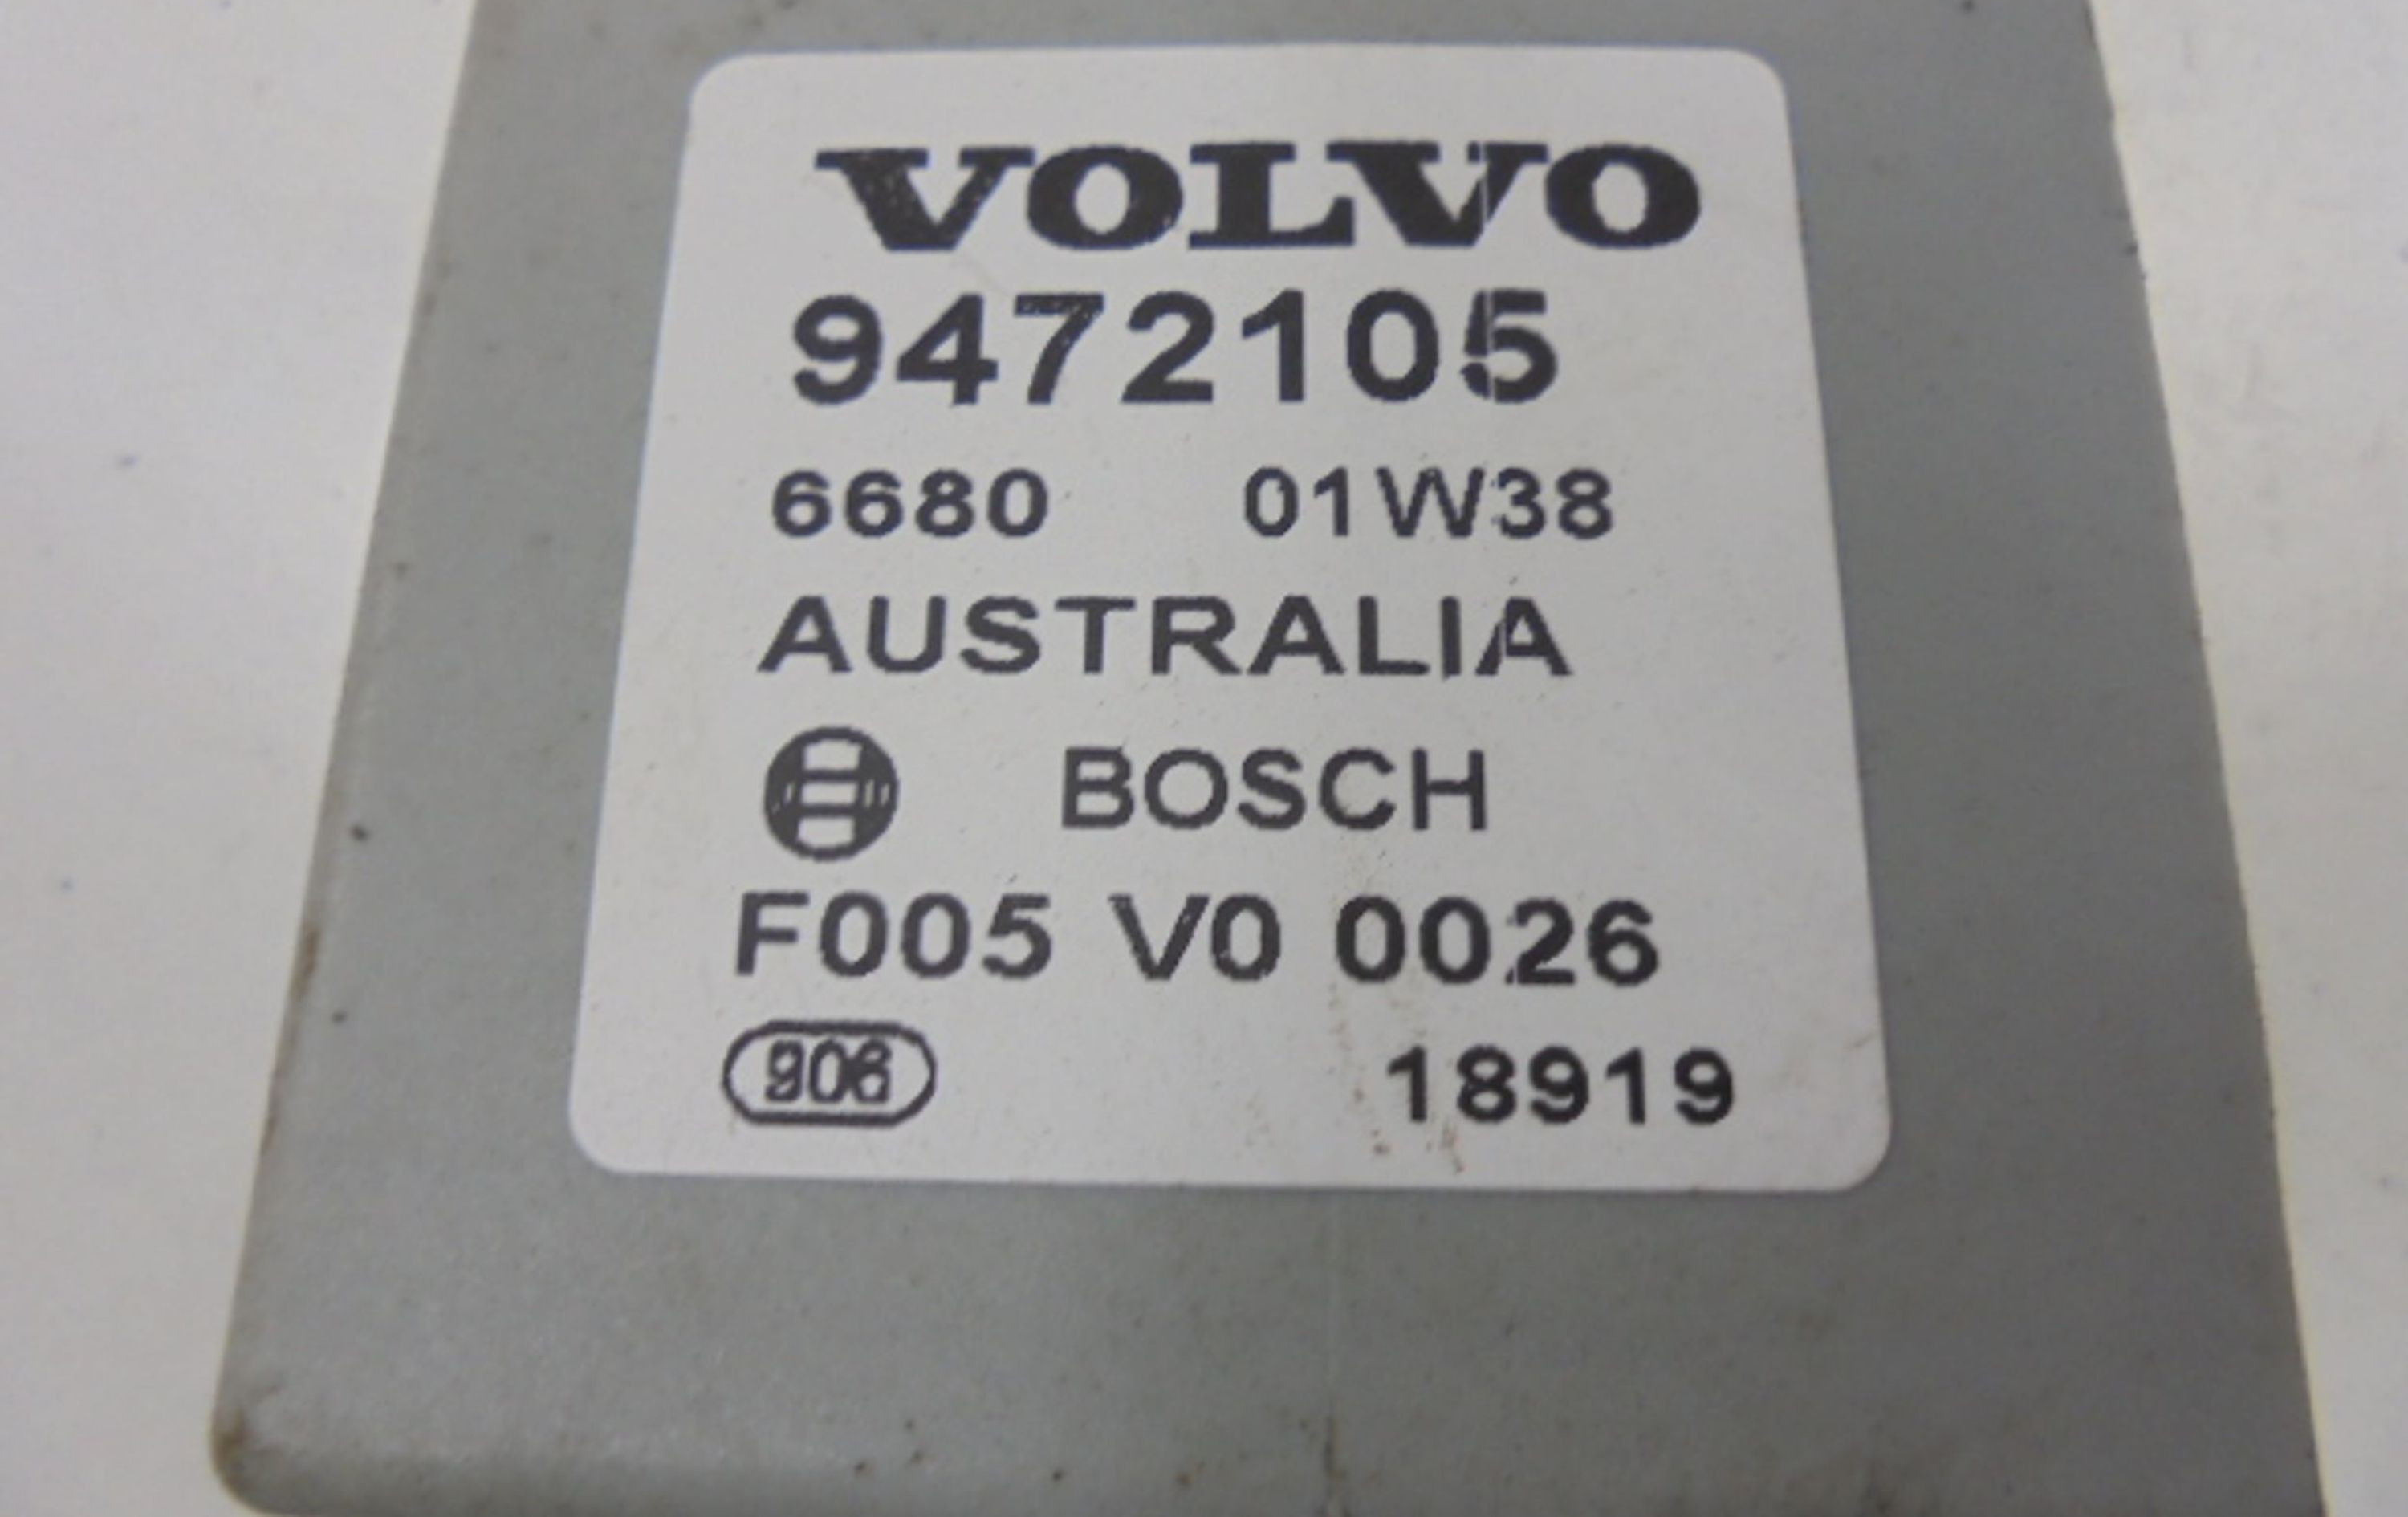 VOLVO
9472105
6680 01W38
AUSTRALIA
BOSCH
F005 V0 0026
906 18919